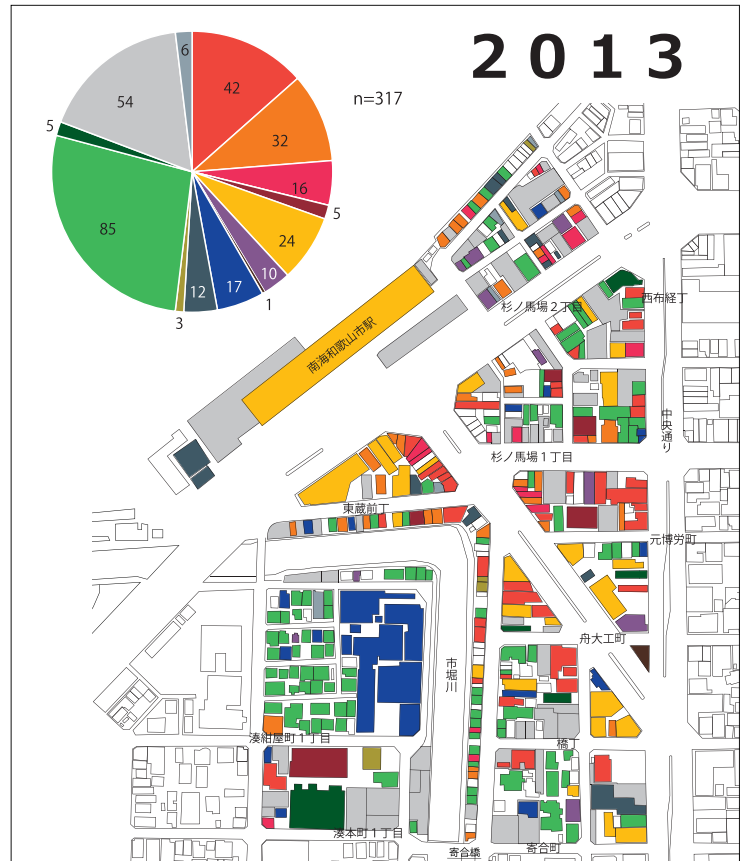 2013
n=317
6
42
54
32
5
16
5
85
24
10
12
17
1
3
杉ノ馬場2丁目
西布経丁
南海和歌山市駅
中央通り
杉ノ馬場1丁目
東蔵前丁
元博労町
舟大工町
市堀川
湊紺屋町1丁目
橋丁
湊本町1丁目
寄合橋
寄合町